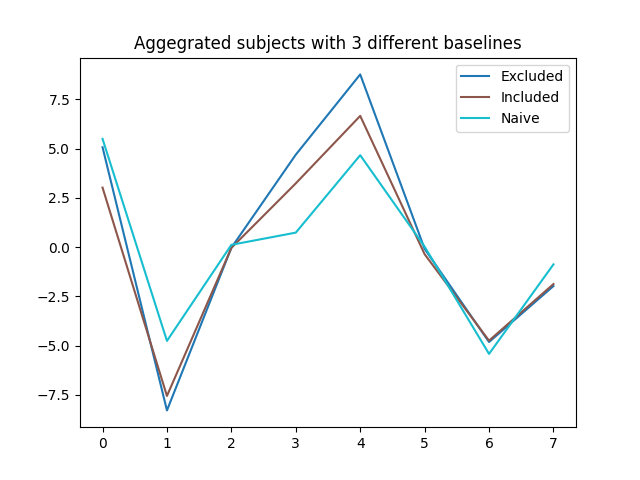 Aggegrated subjects with 3 different baselines
Excluded
Included
Naive
7.5
5.0
2.5
0.0
−2.5
−5.0
−7.5
0 1 2 3 4 5 6 7